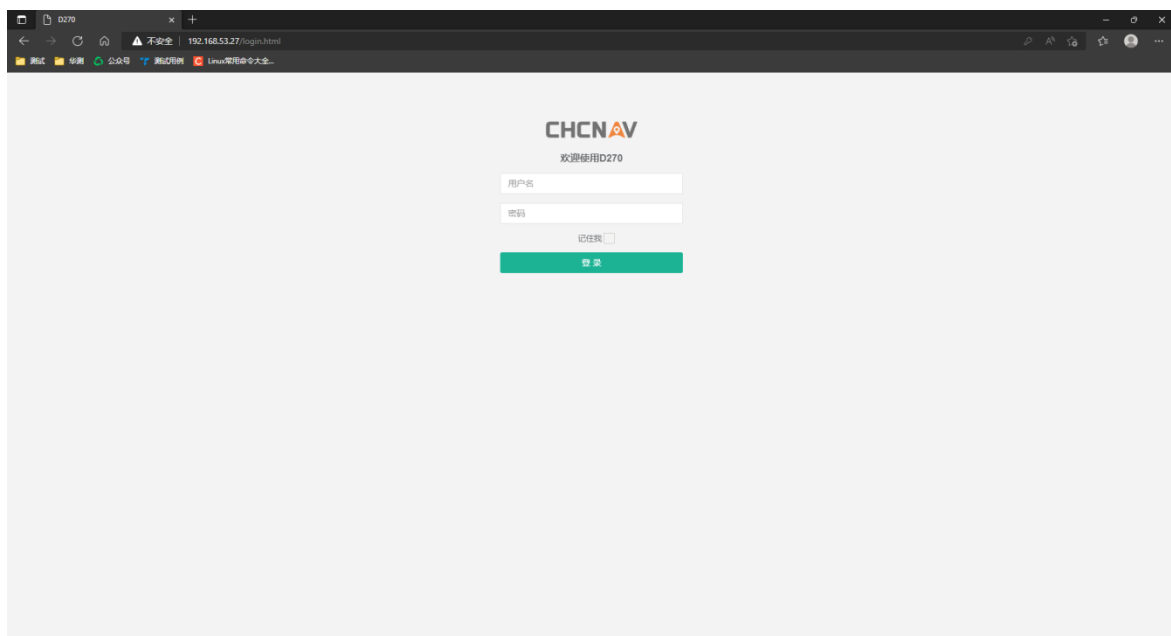 D270
不安全 | 192.168.53.27/login.html
测试 华测 公众号 测试用例 Linux常用命令大全...
CHCNAV
欢迎使用D270
用户名
密码
记住我
登 录